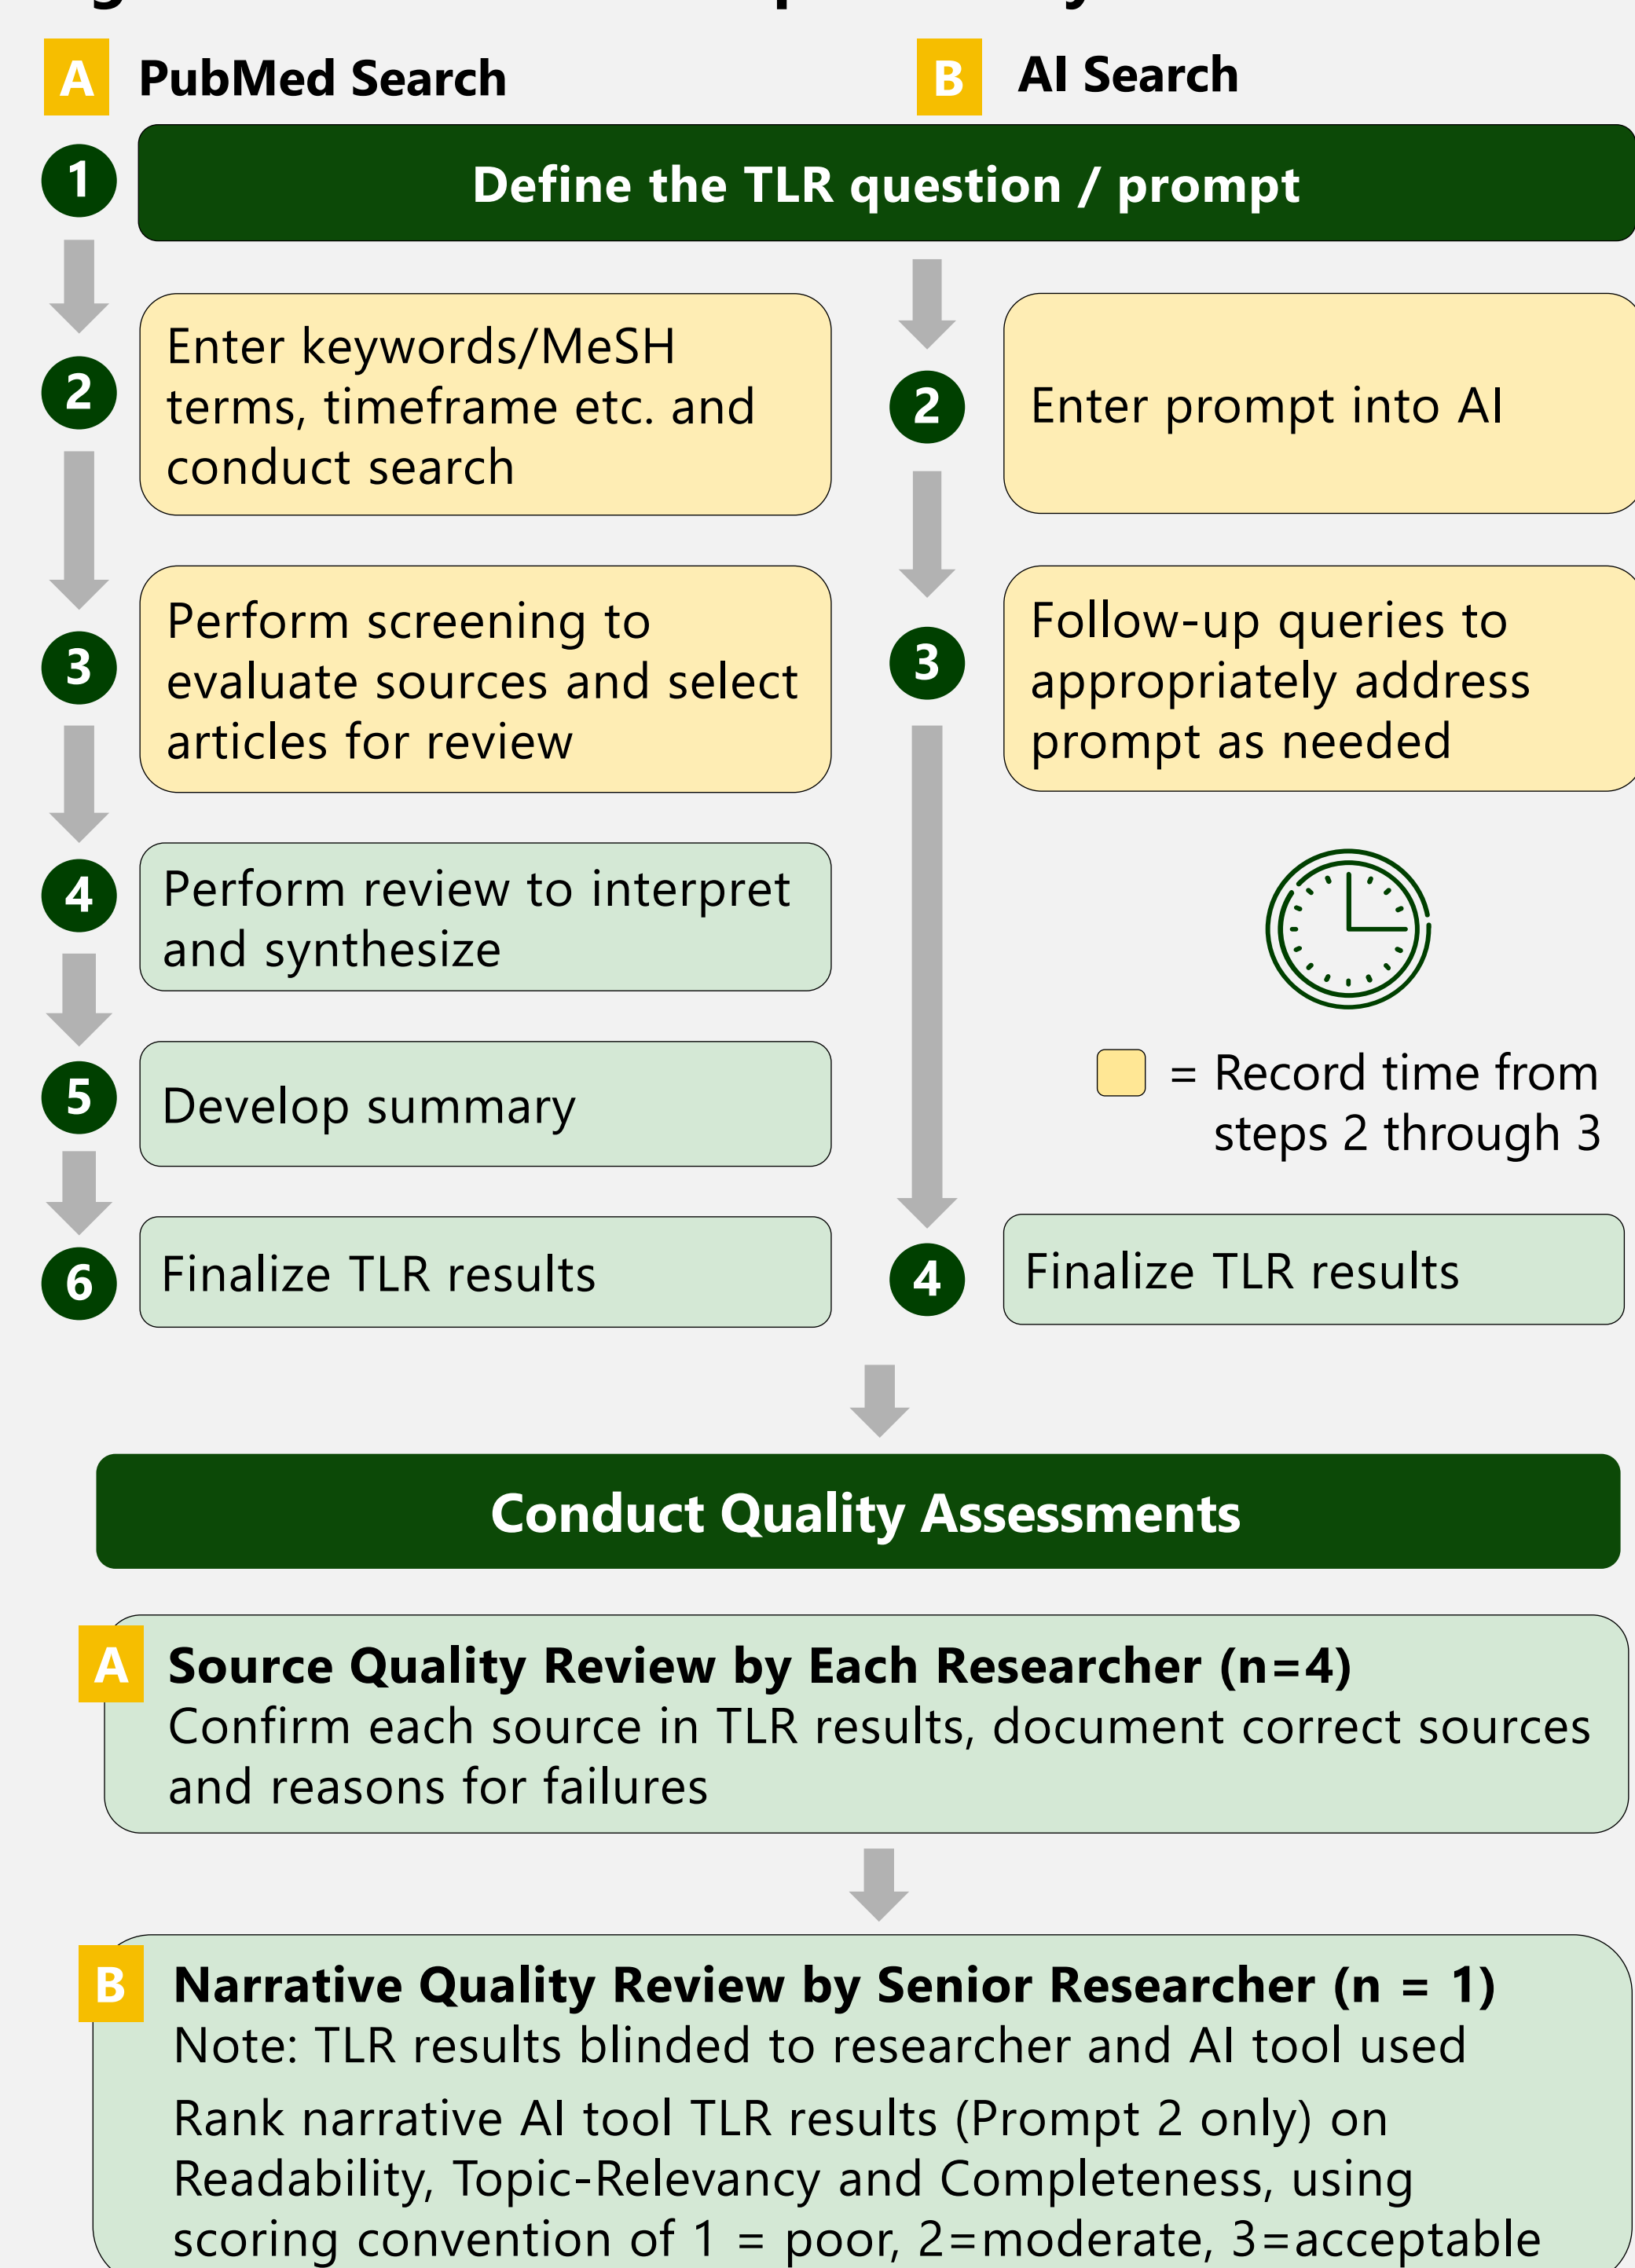 A PubMed Search
B AI Search
1 Define the TLR question / prompt
2 Enter keywords/MeSH
terms, timeframe etc. and
conduct search
3 Perform screening to
evaluate sources and select
articles for review
4 Perform review to interpret
and synthesize
5 Develop summary
6 Finalize TLR results
2 Enter prompt into AI
3 Follow-up queries to
appropriately address
prompt as needed
= Record time from
steps 2 through 3
4 Finalize TLR results
Conduct Quality Assessments
A Source Quality Review by Each Researcher (n=4)
Confirm each source in TLR results, document correct sources
and reasons for failures
B Narrative Quality Review by Senior Researcher (n = 1)
Note: TLR results blinded to researcher and AI tool used
Rank narrative AI tool TLR results (Prompt 2 only) on
Readability, Topic-Relevancy and Completeness, using
scoring convention of 1 = poor, 2=moderate, 3=acceptable